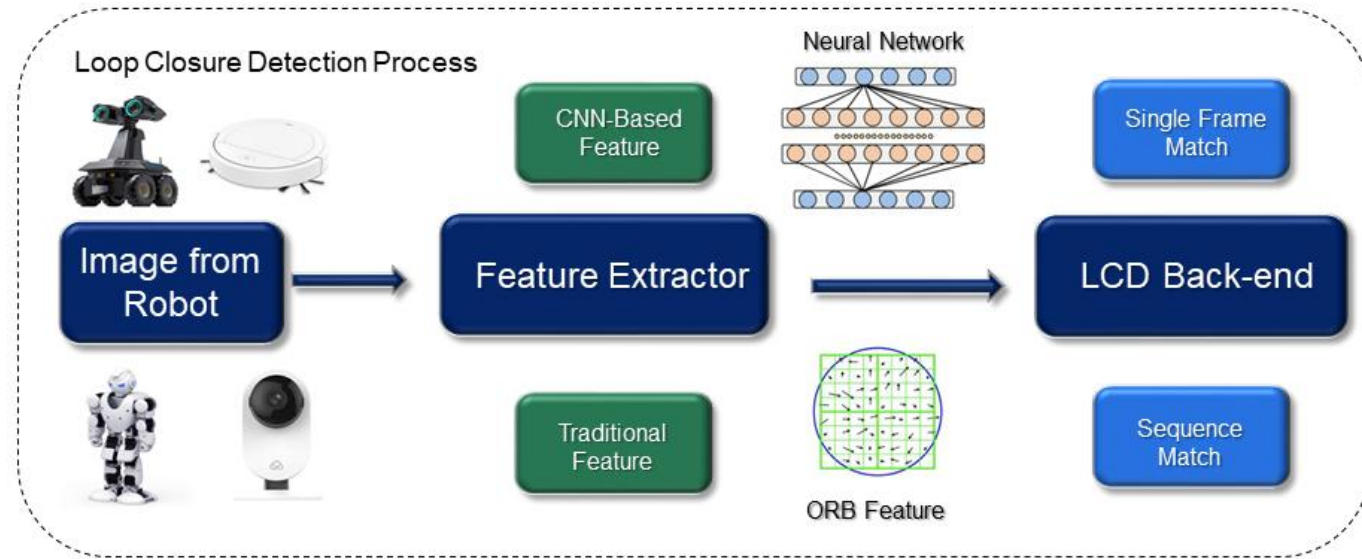 Loop Closure Detection Process
Neural Network
CNN-Based
Feature
Single Frame
Match
Image from
Robot
Feature Extractor
LCD Back-end
Traditional
Feature
Sequence
Match
ORB Feature